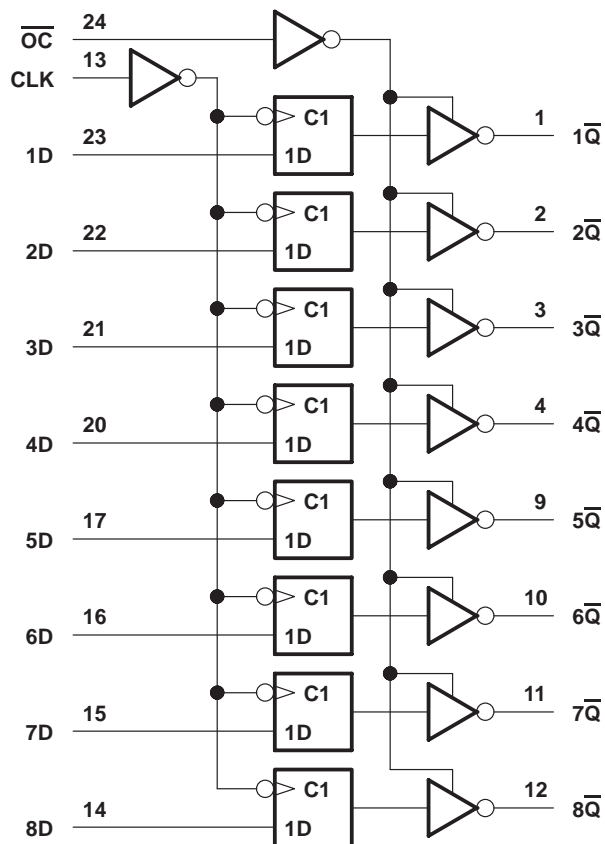 O̅C̅ 24
CLK 13
C1 1
1D 23 1D 1Q̅
C1 2
2D 22 1D 2Q̅
C1 3
3D 21 1D 3Q̅
C1 4
4D 20 1D 4Q̅
C1 9
5D 17 1D 5Q̅
C1 10
6D 16 1D 6Q̅
C1 11
7D 15 1D 7Q̅
C1 12
8D 14 1D 8Q̅